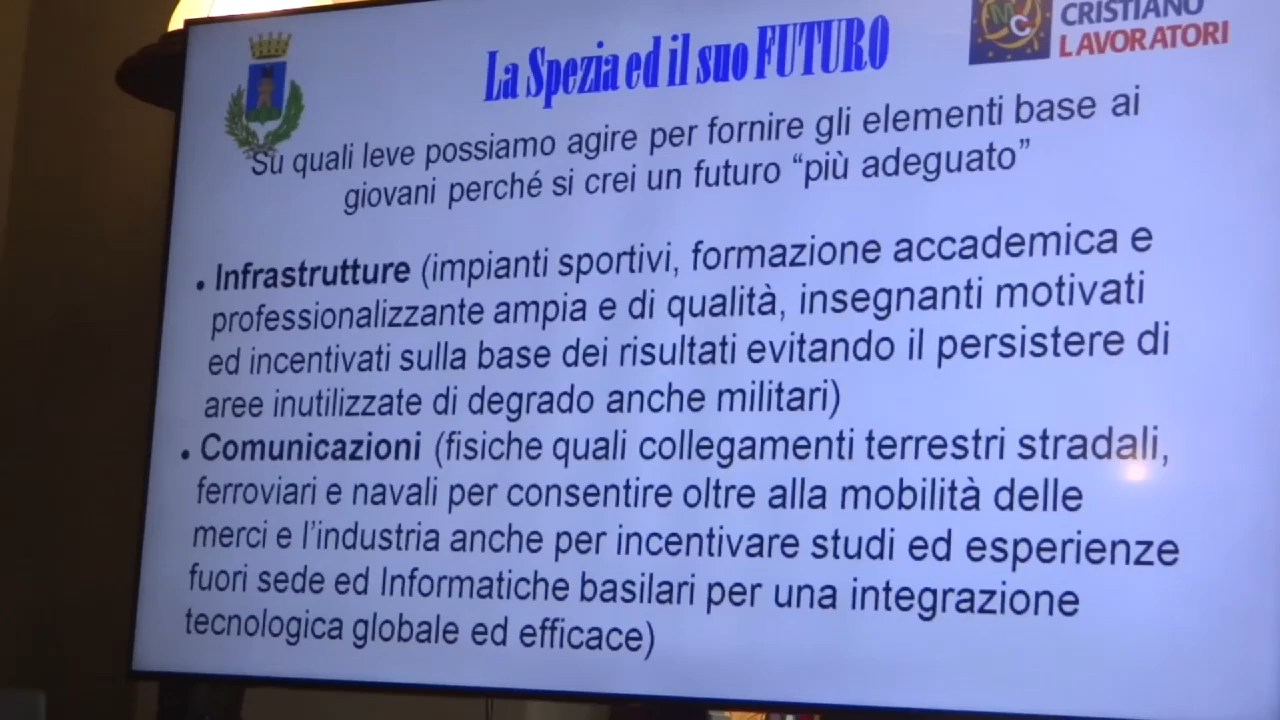 La Spezia ed il suo FUTURO
MC
CRISTIANO
LAVORATORI
Su quali leve possiamo agire per fornire gli elementi base ai
giovani perché si crei un futuro “più adeguato”
• Infrastrutture (impianti sportivi, formazione accademica e
professionalizzante ampia e di qualità, insegnanti motivati
ed incentivati sulla base dei risultati evitando il persistere di
aree inutilizzate di degrado anche militari)
• Comunicazioni (fisiche quali collegamenti terrestri stradali,
ferroviari e navali per consentire oltre alla mobilità delle
merci e l’industria anche per incentivare studi ed esperienze
fuori sede ed Informatiche basilari per una integrazione
tecnologica globale ed efficace)